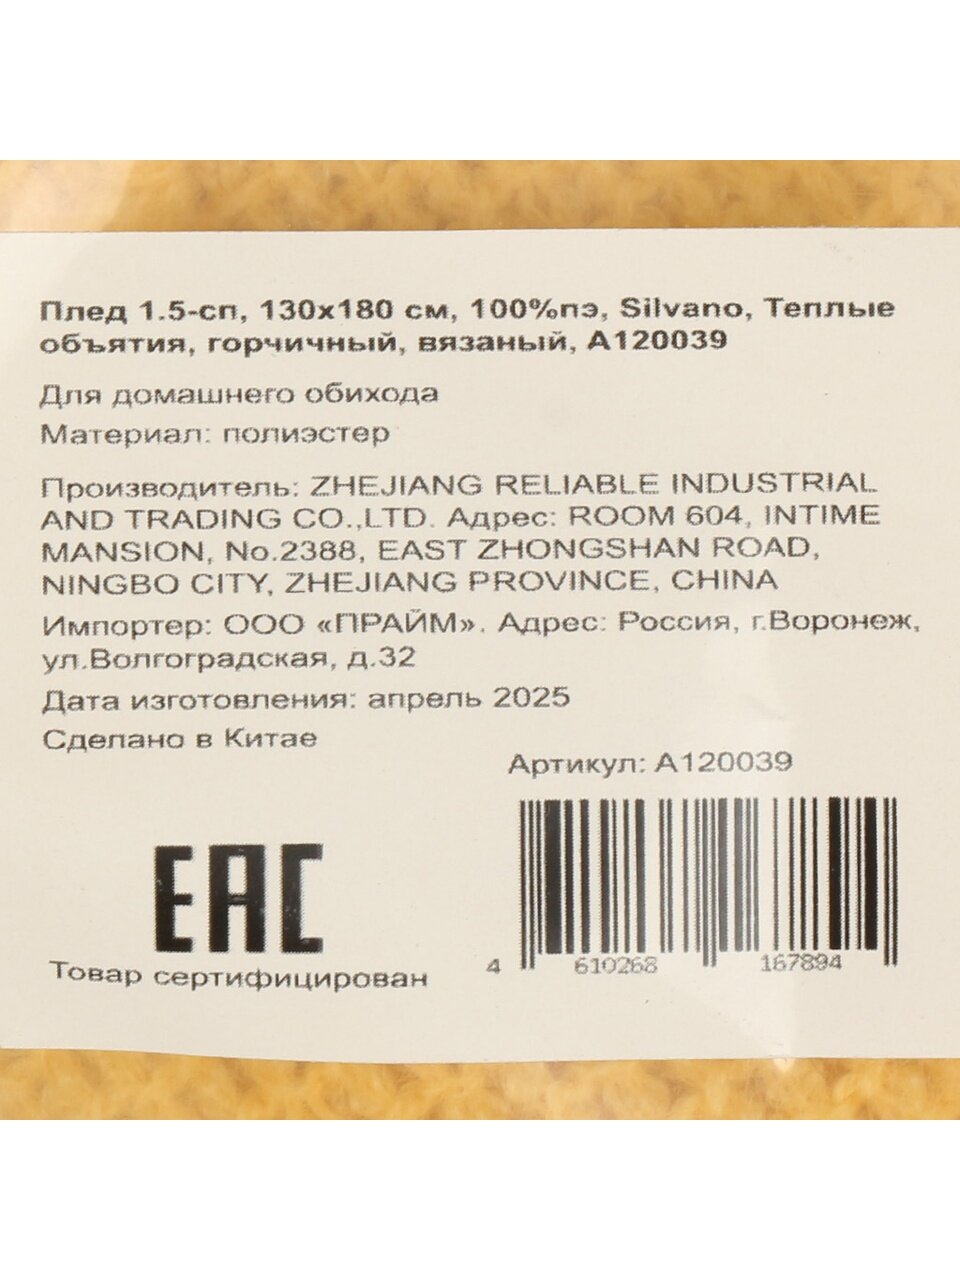 Плед 1.5-сп, 130х180 см, 100%пэ, Silvano, Теплые
объятия, горчичный, вязаный, А120039
Для домашнего обихода
Материал: полиэстер
Производитель: ZHEJIANG RELIABLE INDUSTRIAL
AND TRADING CO.,LTD. Адрес: ROOM 604, INTIME
MANSION, No.2388, EAST ZHONGSHAN ROAD,
NINGBO CITY, ZHEJIANG PROVINCE, CHINA
Импортер: ООО «ПРАЙМ». Адрес: Россия, г.Воронеж,
ул.Волгоградская, д.32
Дата изготовления: апрель 2025
Сделано в Китае
Артикул: А120039
EAC
Товар сертифицирован
4 610268 167894